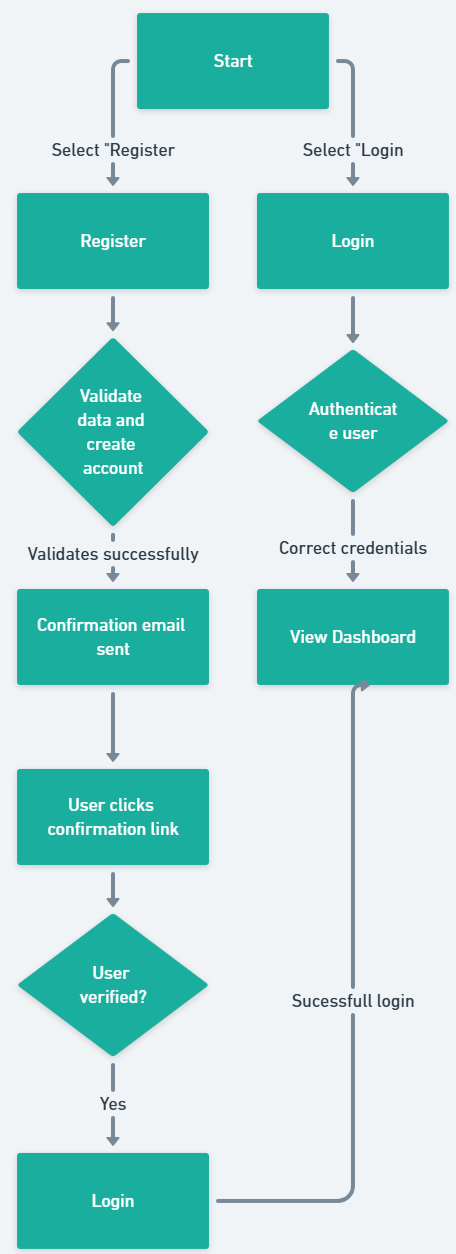 Start
Select "Register
Select "Login
Register
Login
Validate
data and
create
account
Authenticat
e user
Validates successfully
Correct credentials
Confirmation email
sent
View Dashboard
User clicks
confirmation link
User
verified?
Sucessfull login
Yes
Login